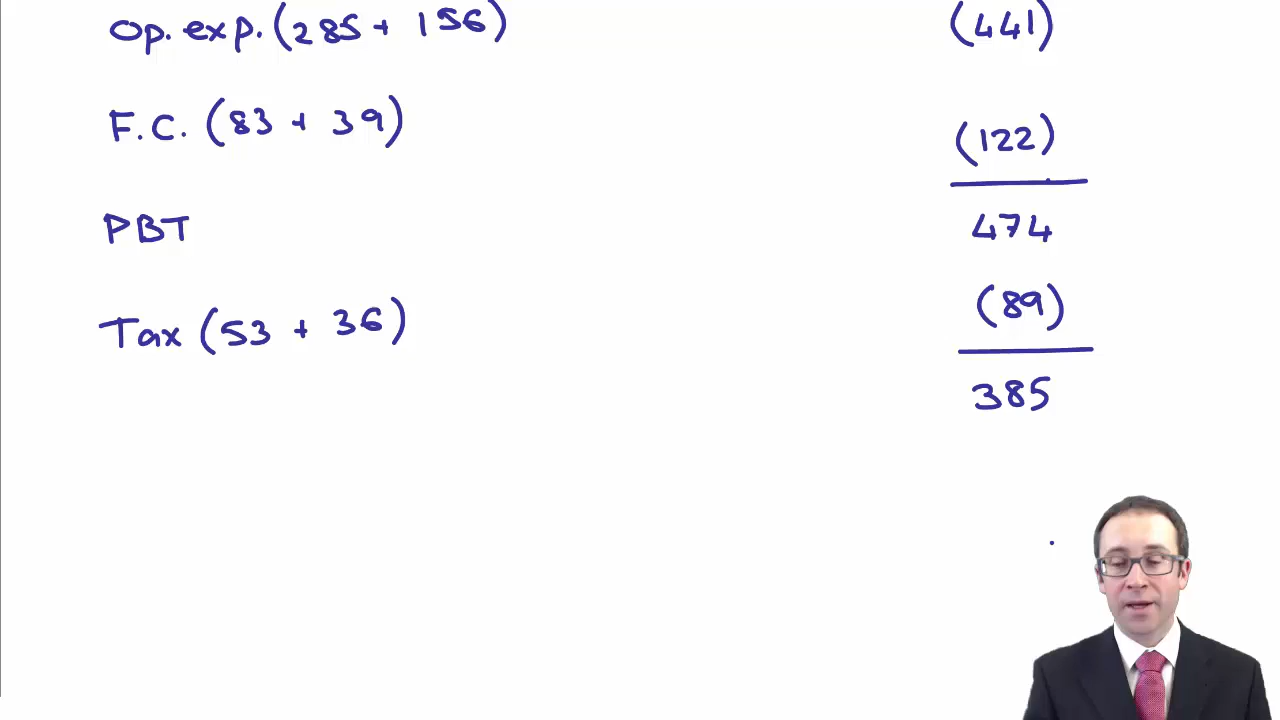 Op. exp. (285 + 156) (441)
F.C. (83 + 39) (122)
PBT 474
Tax (53 + 36) (89)
385